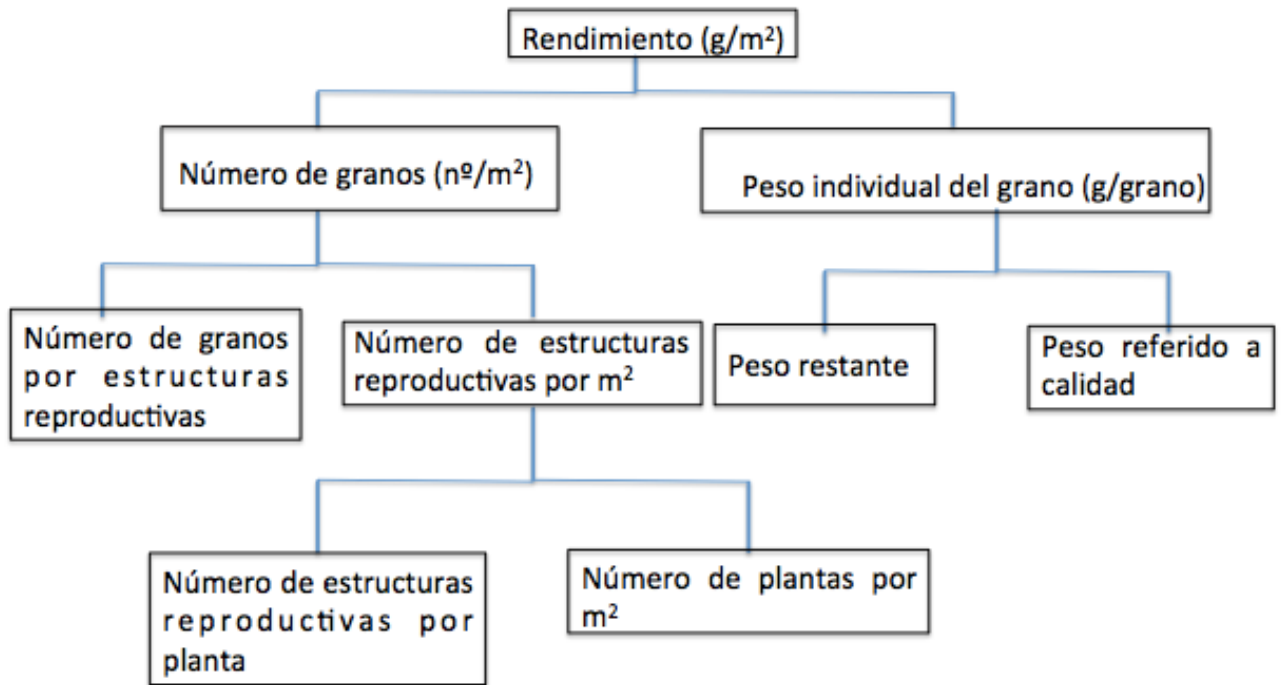 Rendimiento (g/m²)
Número de granos (nº/m²)
Peso individual del grano (g/grano)
Número de granos
por estructuras
reproductivas
Número de estructuras
reproductivas por m²
Peso restante
Peso referido a
calidad
Número de estructuras
reproductivas por
planta
Número de plantas por
m²